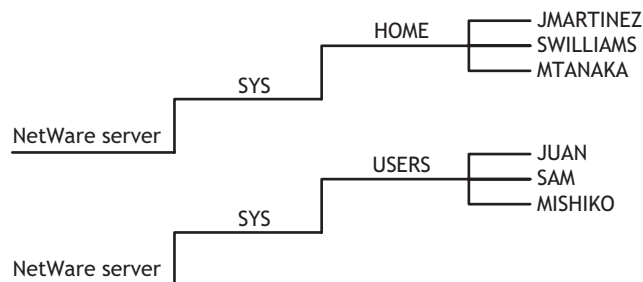 HOME
JMARTINEZ
SWILLIAMS
MTANAKA
SYS
NetWare server
USERS
JUAN
SAM
MISHIKO
SYS
NetWare server